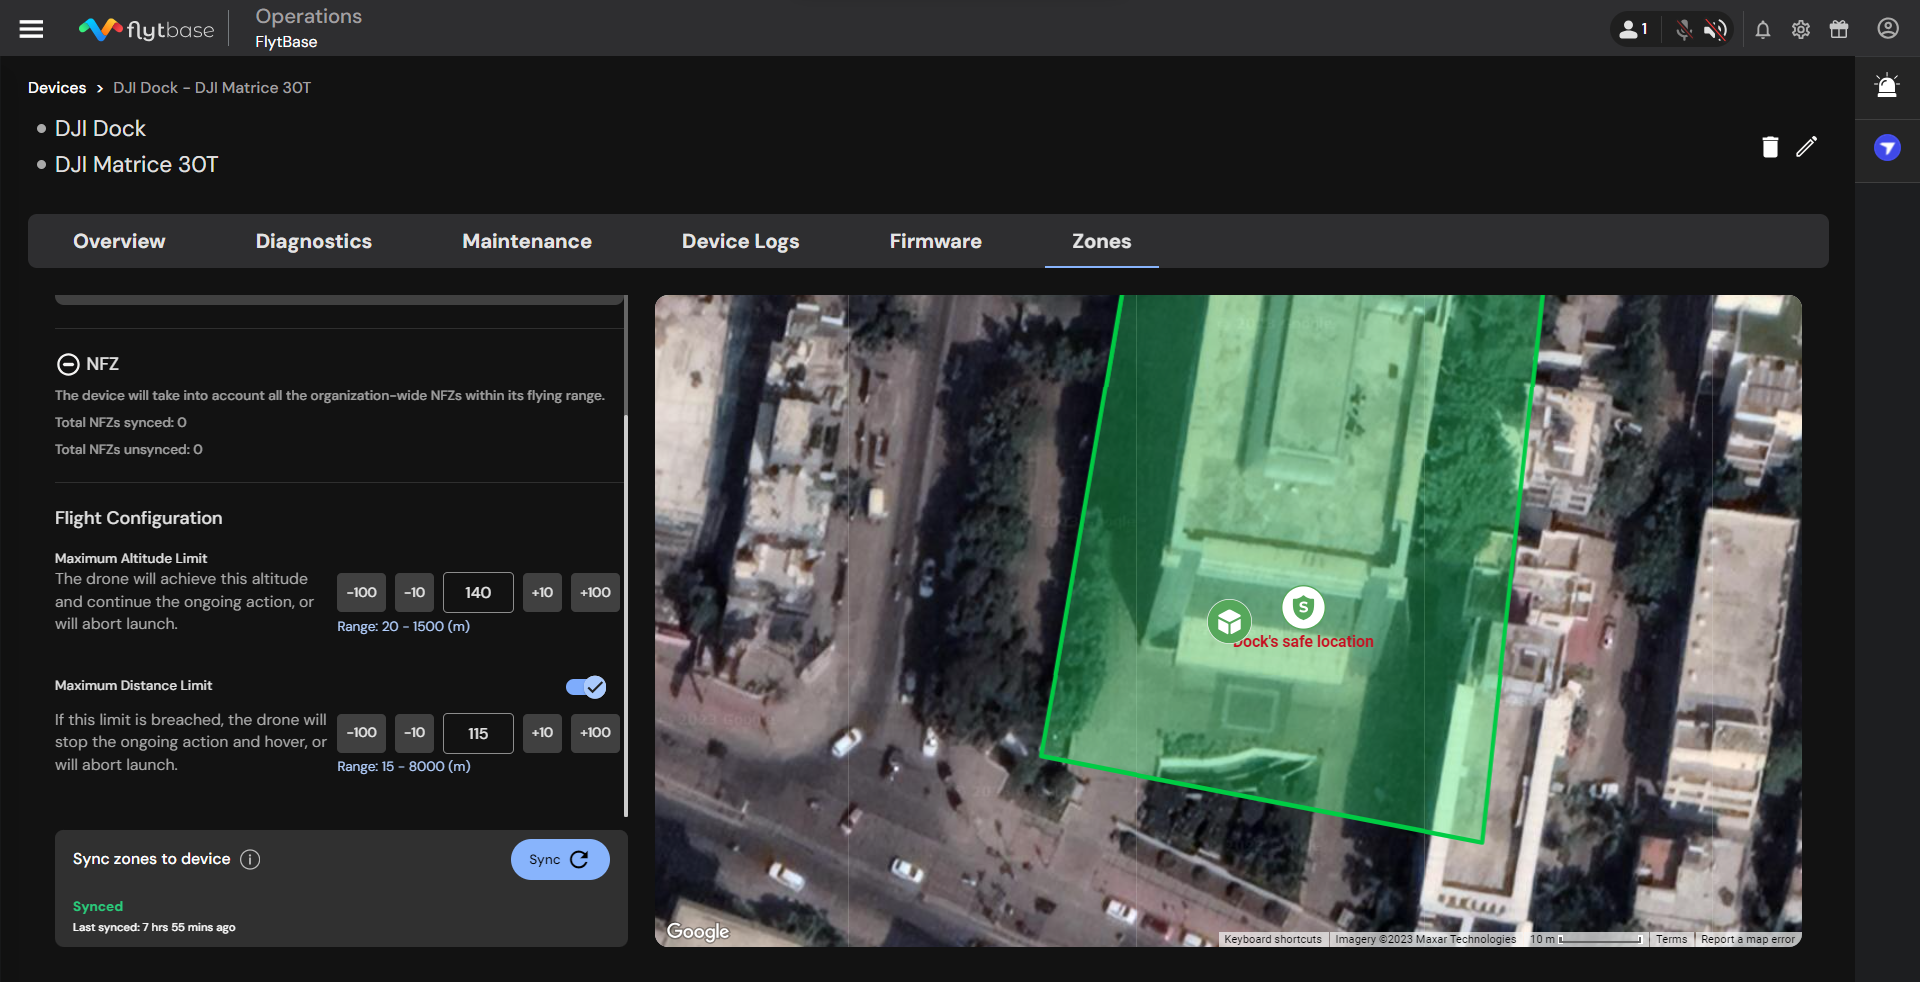 flytbase
Operations
FlytBase
1
Devices > DJI Dock - DJI Matrice 30T
DJI Dock
DJI Matrice 30T
Overview
Diagnostics
Maintenance
Device Logs
Firmware
Zones
NFZ
The device will take into account all the organization-wide NFZs within its flying range.
Total NFZs synced: 0
Total NFZs unsynced: 0
Flight Configuration
Maximum Altitude Limit
The drone will achieve this altitude
and continue the ongoing action, or
will abort launch.
-100
-10
140
+10
+100
Range: 20 - 1500 (m)
Maximum Distance Limit
If this limit is breached, the drone will
stop the ongoing action and hover, or
will abort launch.
-100
-10
115
+10
+100
Range: 15 - 8000 (m)
Sync zones to device
Sync
Synced
Last synced: 7 hrs 55 mins ago
S
Dock's safe location
Google
Keyboard shortcuts
Imagery ©2023 Maxar Technologies
10 m
Terms
Report a map error